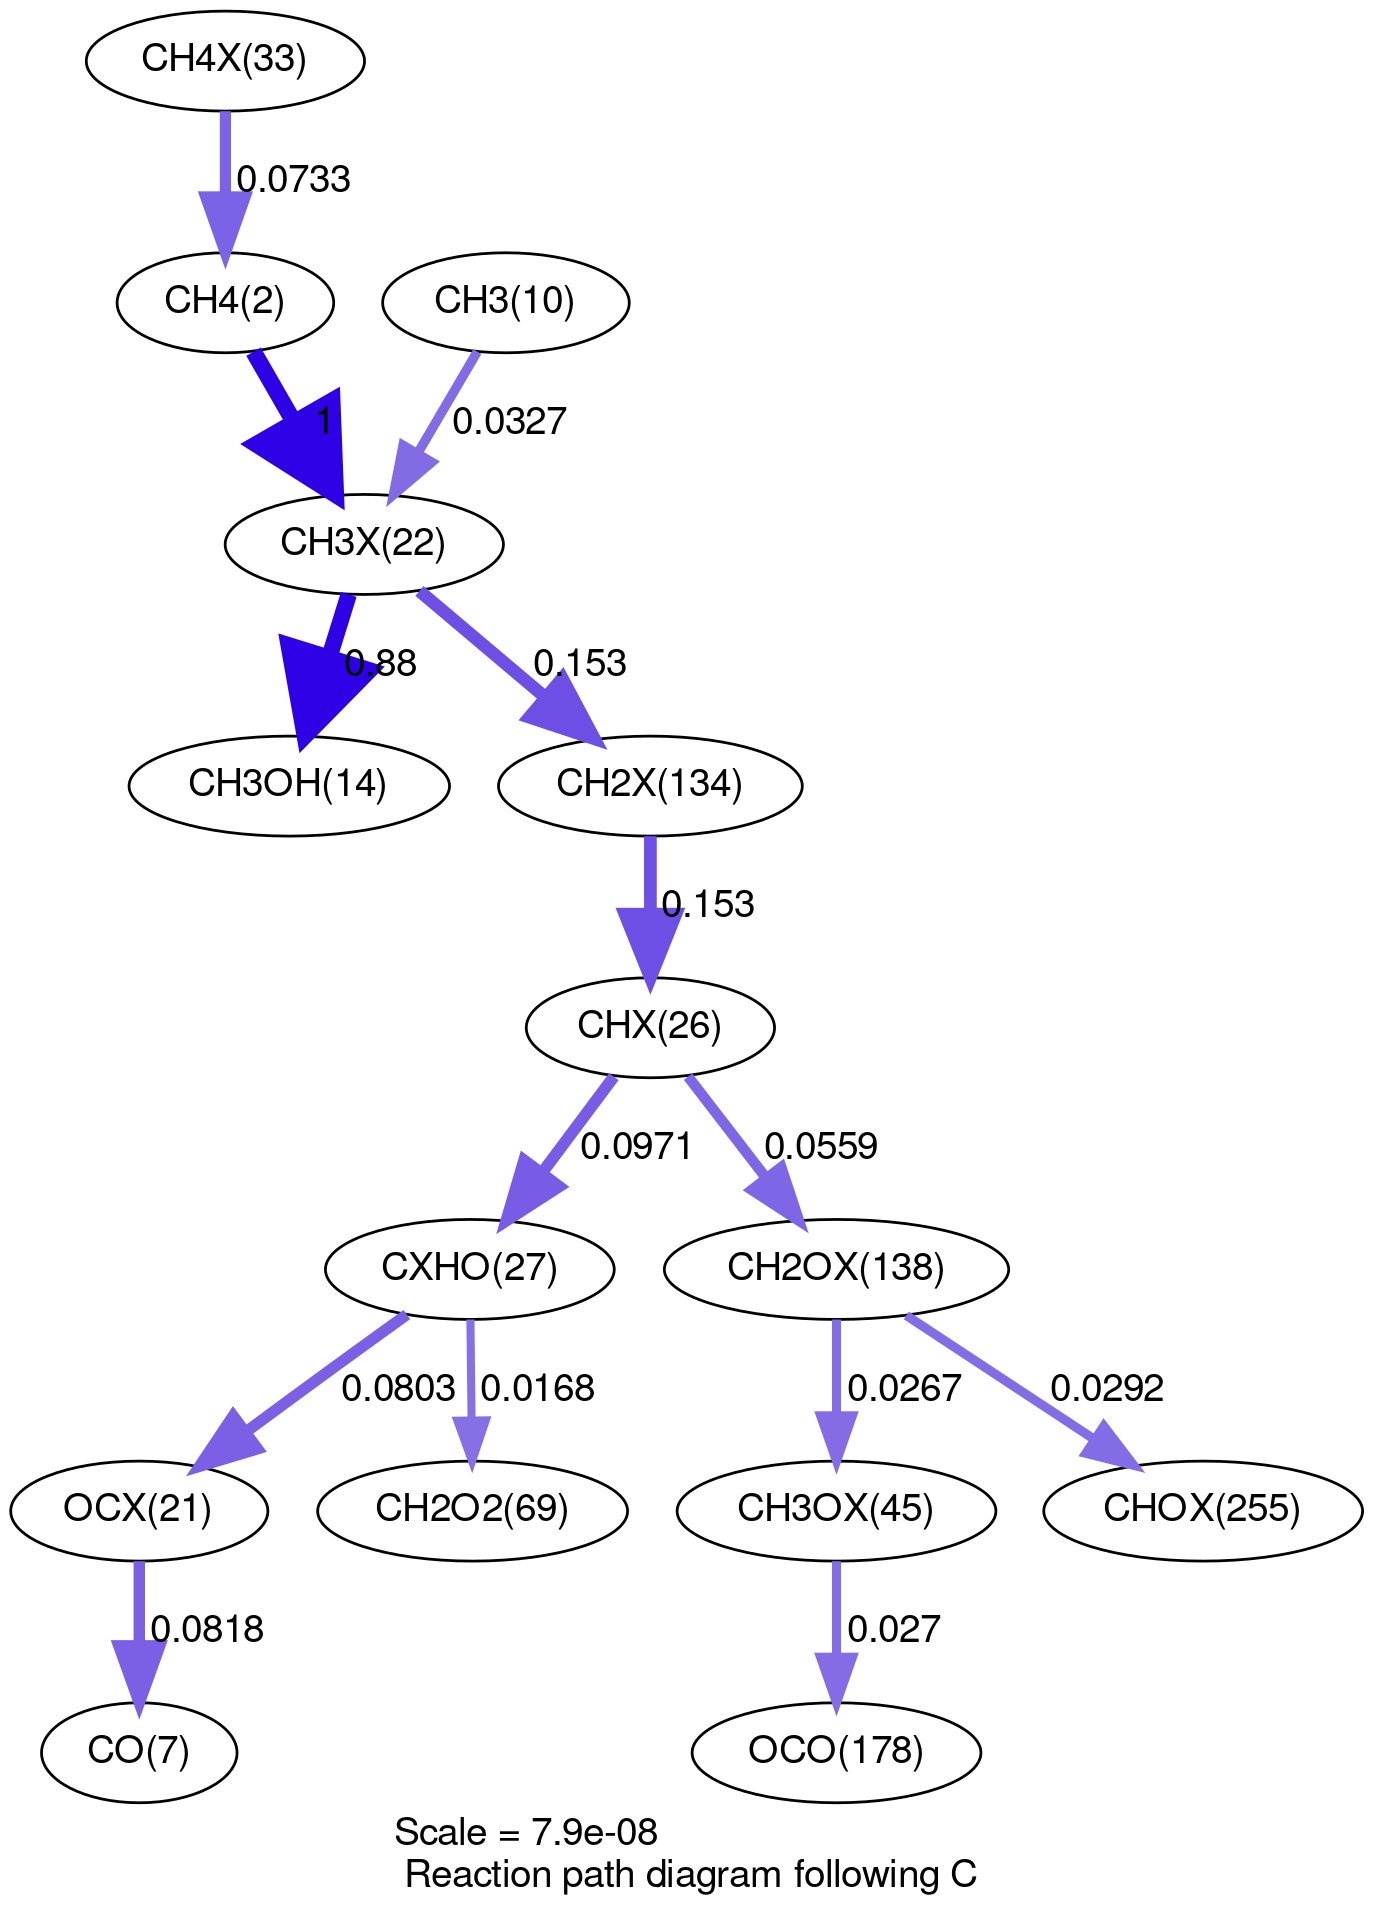 CH4X(33)
0.0733
CH4(2)
CH3(10)
1
0.0327
CH3X(22)
0.88
0.153
CH3OH(14)
CH2X(134)
0.153
CHX(26)
0.0971
0.0559
CXHO(27)
CH2OX(138)
0.0803
0.0168
0.0267
0.0292
OCX(21)
CH2O2(69)
CH3OX(45)
CHOX(255)
0.0818
0.027
CO(7)
OCO(178)
Scale = 7.9e-08
Reaction path diagram following C